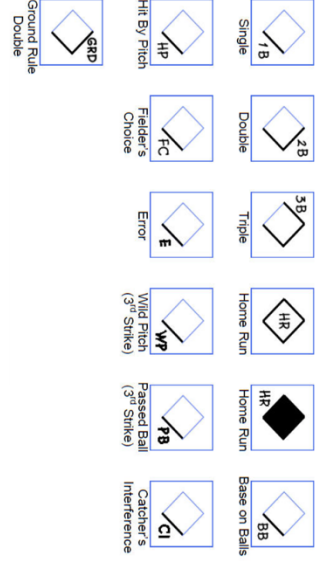 1B
2B
3B
HR
HR
BB
Single
Double
Triple
Home Run
Home Run
Base on Balls
HP
FC
E
WP
PB
CI
Hit By Pitch
Fielder's
Choice
Error
Wild Pitch
(3rd Strike)
Passed Ball
(3rd Strike)
Catcher's
Interference
GRD
Ground Rule
Double